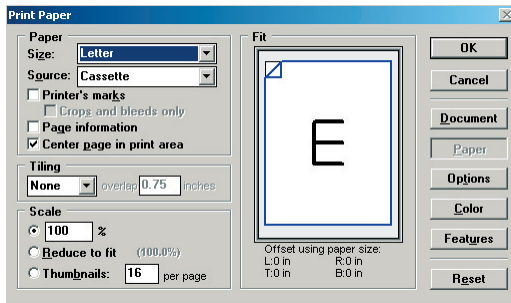 Print Paper
Paper
Size: Letter
Source: Cassette
Printer's marks
Crops and bleeds only
Page information
Center page in print area
Tiling
None overlap 0.75 inches
Scale
100 %
Reduce to fit (100.0%)
Thumbnails: 16 per page
Fit
E
Offset using paper size:
L:0 in R:0 in
T:0 in B:0 in
OK
Cancel
Document
Paper
Options
Color
Features
Reset